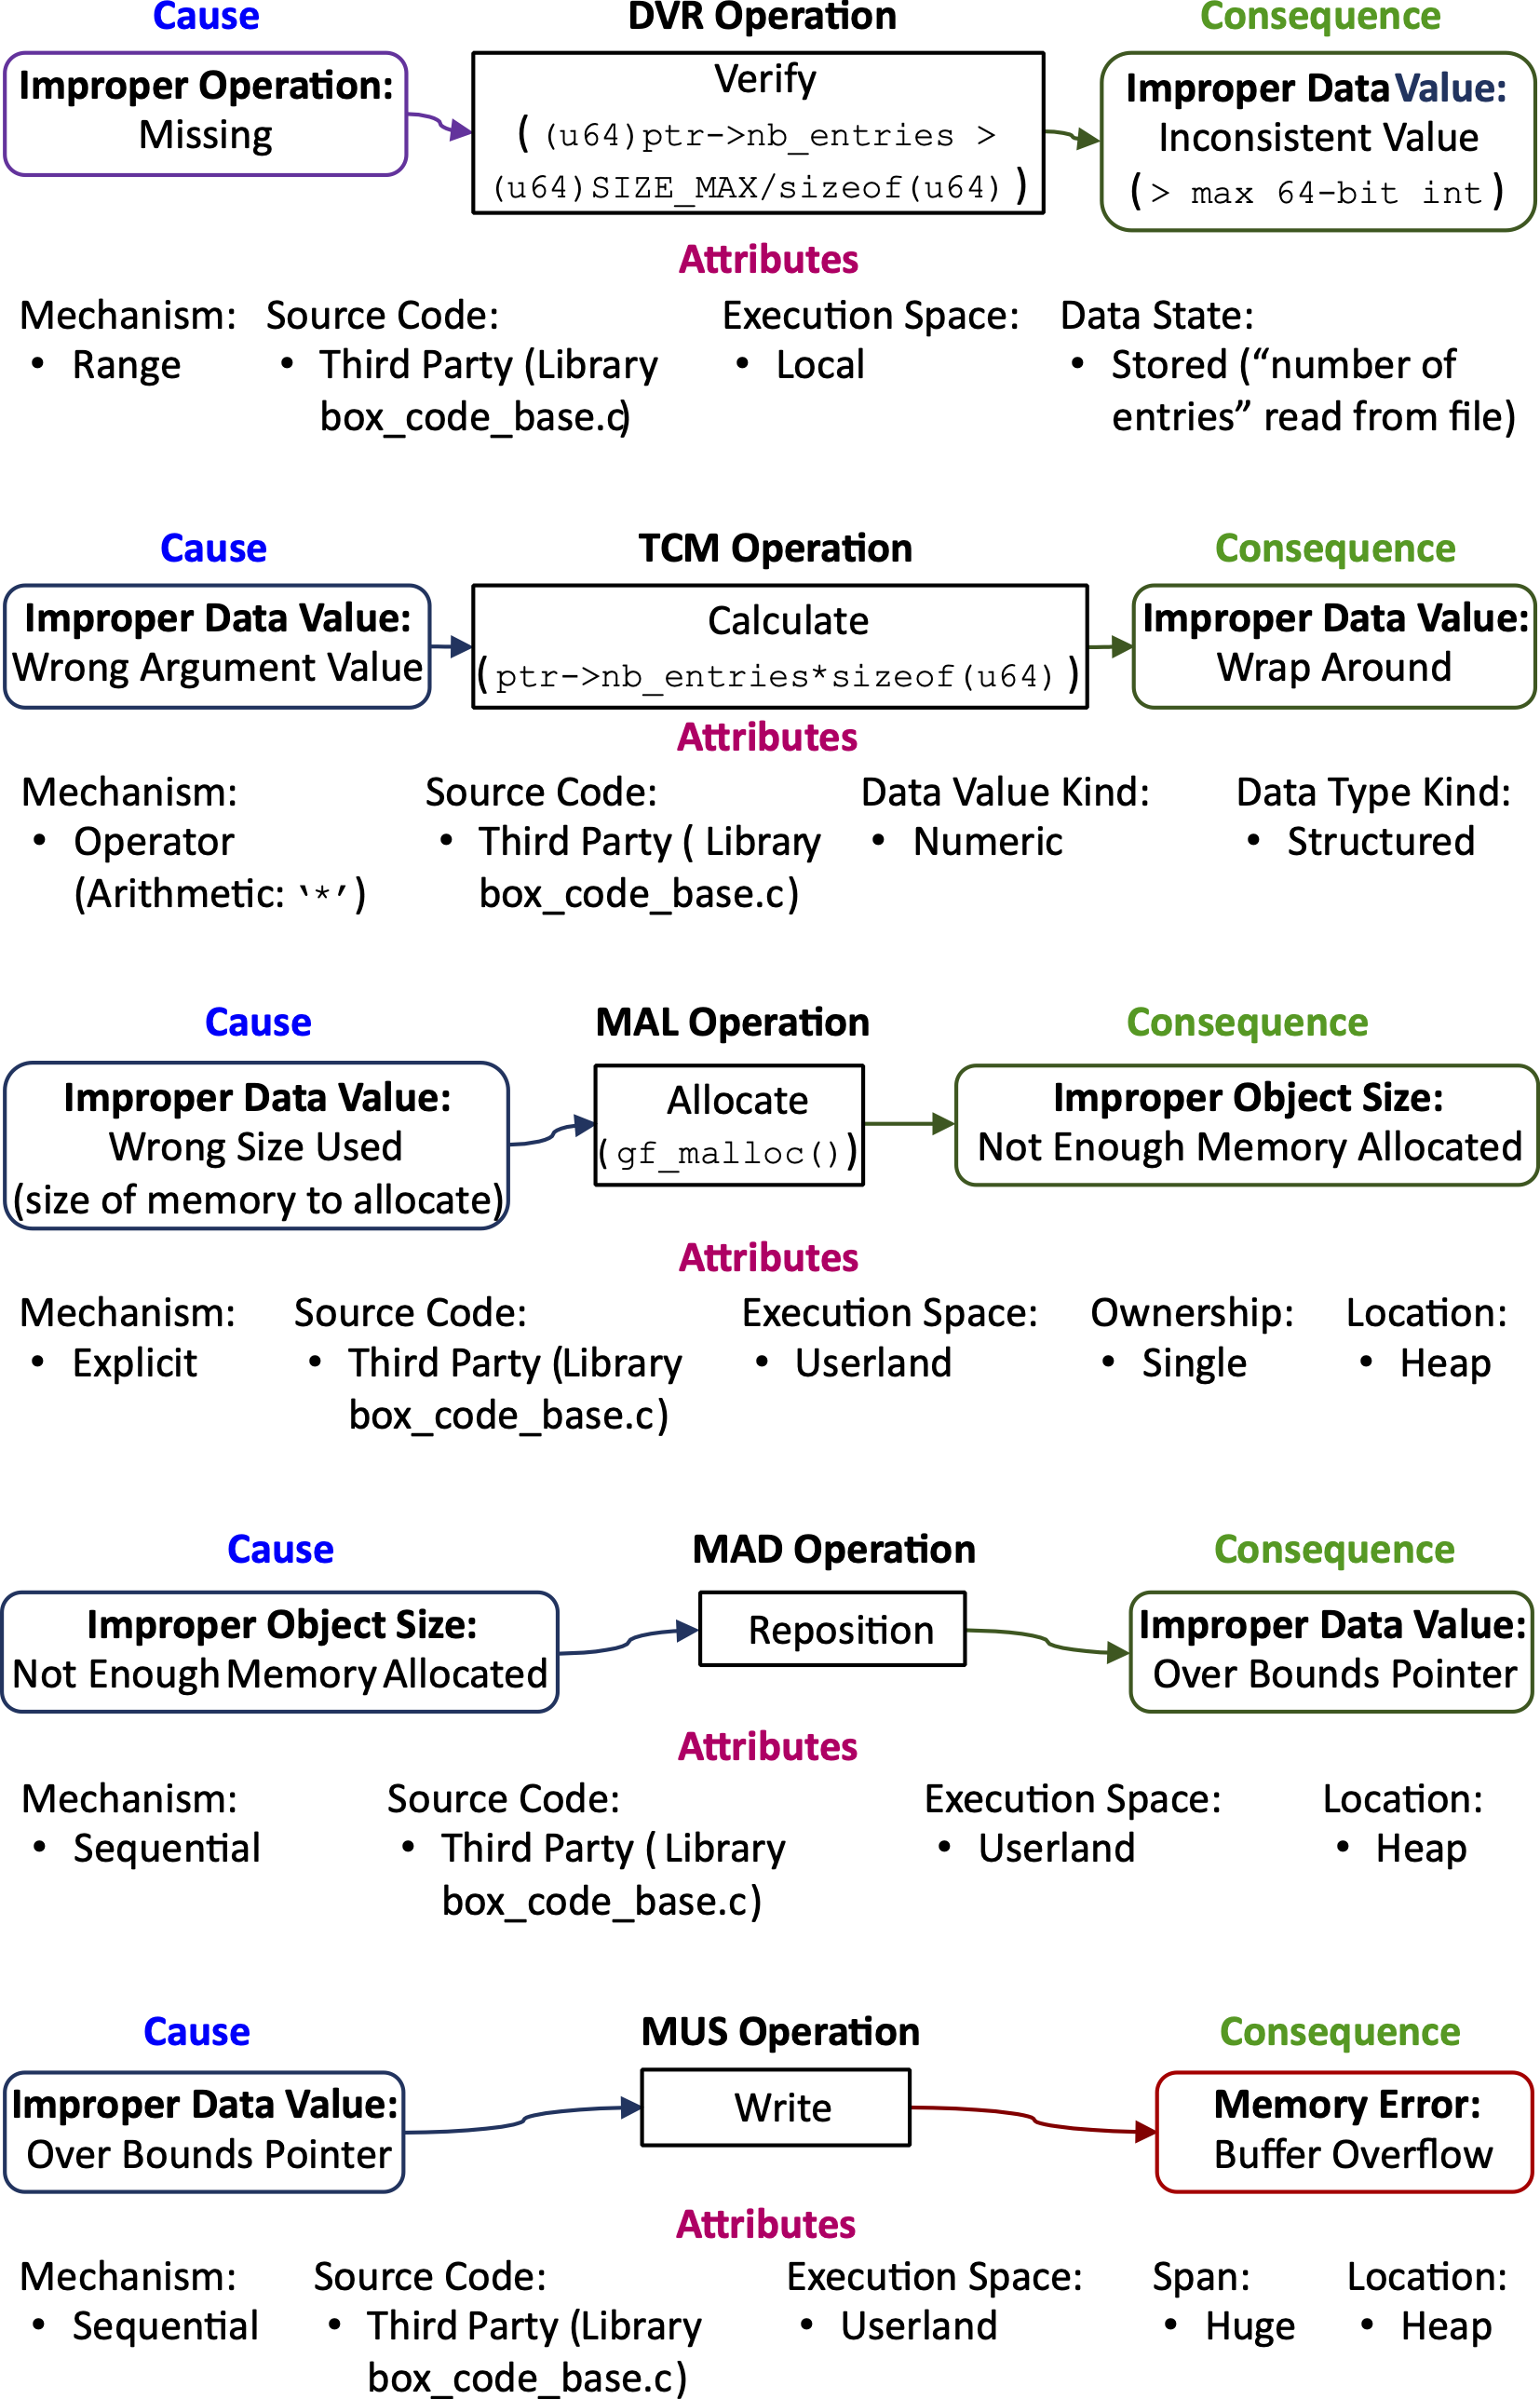 Cause DVR Operation Consequence
Improper Operation:
Missing
Verify
( (u64)ptr->nb_entries >
(u64)SIZE_MAX/sizeof(u64) )
Improper Data Value:
Inconsistent Value
(> max 64-bit int)
Attributes
Mechanism: Source Code: Execution Space: Data State:
• Range • Third Party (Library • Local • Stored (“number of
box_code_base.c) entries” read from file)
Cause TCM Operation Consequence
Improper Data Value:
Wrong Argument Value
Calculate
(ptr->nb_entries*sizeof(u64) )
Improper Data Value:
Wrap Around
Attributes
Mechanism: Source Code: Data Value Kind: Data Type Kind:
• Operator • Third Party ( Library • Numeric • Structured
(Arithmetic: ‘*’) box_code_base.c)
Cause MAL Operation Consequence
Improper Data Value:
Wrong Size Used
(size of memory to allocate)
Allocate
(gf_malloc())
Improper Object Size:
Not Enough Memory Allocated
Attributes
Mechanism: Source Code: Execution Space: Ownership: Location:
• Explicit • Third Party (Library • Userland • Single • Heap
box_code_base.c)
Cause MAD Operation Consequence
Improper Object Size:
Not Enough Memory Allocated
Reposition
Improper Data Value:
Over Bounds Pointer
Attributes
Mechanism: Source Code: Execution Space: Location:
• Sequential • Third Party ( Library • Userland • Heap
box_code_base.c)
Cause MUS Operation Consequence
Improper Data Value:
Over Bounds Pointer
Write
Memory Error:
Buffer Overflow
Attributes
Mechanism: Source Code: Execution Space: Span: Location:
• Sequential • Third Party (Library • Userland • Huge • Heap
box_code_base.c)